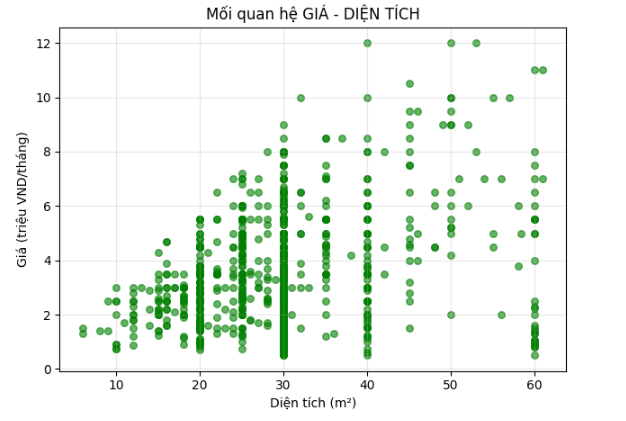 Mối quan hệ GIÁ - DIỆN TÍCH
12
10
8
6
4
2
0
Giá (triệu VND/tháng)
10 20 30 40 50 60
Diện tích (m²)